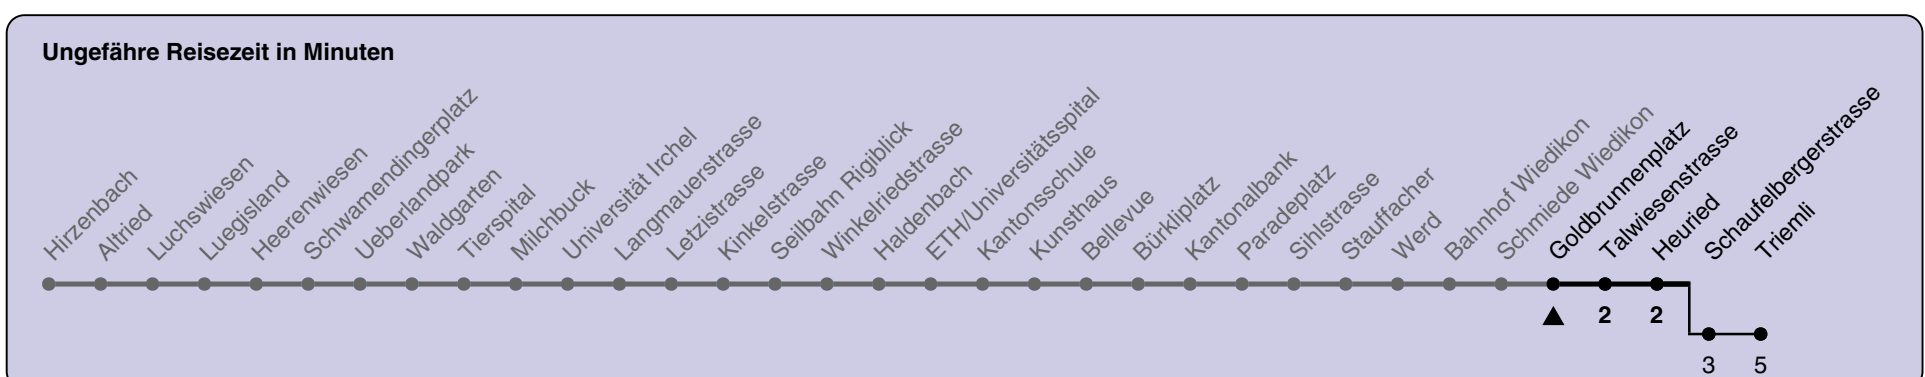 Ungefähre Reisezeit in Minuten
Hirzenbach
Altried
Luchswiesen
Luegisland
Heerenwiesen
Schwamendingerplatz
Ueberlandpark
Waldgarten
Tierspital
Milchbuck
Universität Irchel
Langmauerstrasse
Letzistrasse
Kinkelstrasse
Seilbahn Rigiblick
Winkelriedstrasse
Haldenbach
ETH/Universitätsspital
Kantonsschule
Kunsthaus
Bellevue
Bürkliplatz
Kantonalbank
Paradeplatz
Sihlstrasse
Stauffacher
Werd
Bahnhof Wiedikon
Schmiede Wiedikon
Goldbrunnenplatz
Talwiesenstrasse
Heuried
Schaufelbergerstrasse
Triemli
2 2
3 5